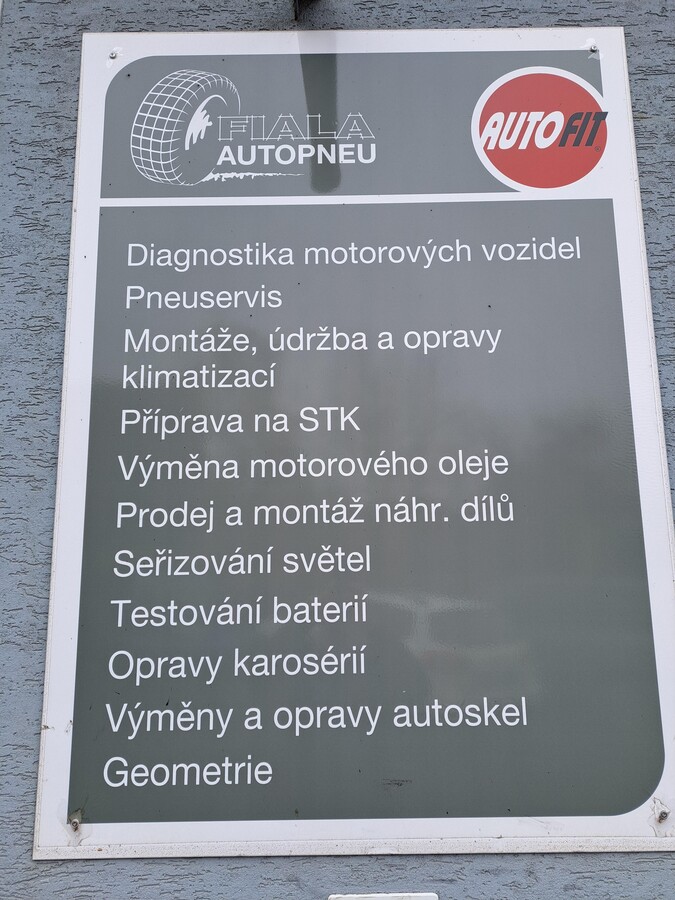 FIALA
AUTOPNEU
AUTOFIT
Diagnostika motorových vozidel
Pneuservis
Montáže, údržba a opravy
klimatizací
Příprava na STK
Výměna motorového oleje
Prodej a montáž náhr. dílů
Seřizování světel
Testování baterií
Opravy karosérií
Výměny a opravy autoskel
Geometrie